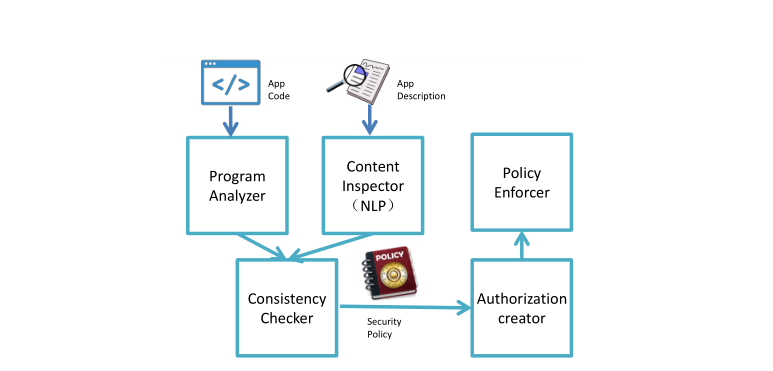 </>
App
Code
App
Description
Program
Analyzer
Content
Inspector
（NLP）
Policy
Enforcer
POLICY
Consistency
Checker
Security
Policy
Authorization
creator